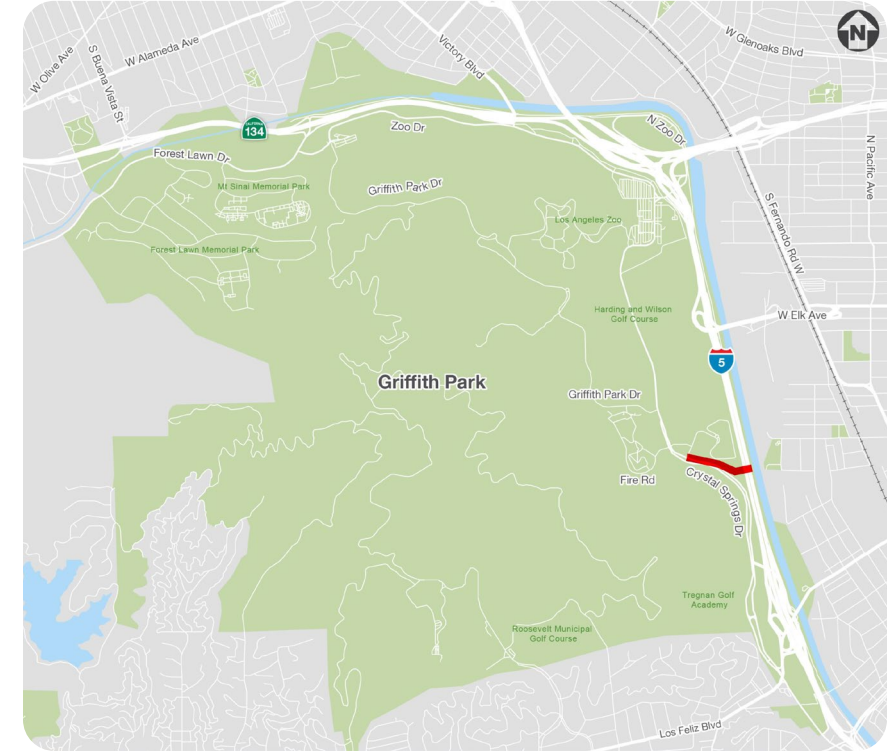 N
W Glenoaks Blvd
W Olive Ave
S Buena Vista St
W Alameda Ave
Victory Blvd
CALIFORNIA
134
Zoo Dr
N Zoo Dr
N Pacific Ave
Forest Lawn Dr
Mt Sinai Memorial Park
Griffith Park Dr
S Fernando Rd W
Los Angeles Zoo
Forest Lawn Memorial Park
Harding and Wilson
Golf Course
W Elk Ave
5
Griffith Park
Griffith Park Dr
Fire Rd
Crystal Springs Dr
Tregnan Golf
Academy
Roosevelt Municipal
Golf Course
Los Feliz Blvd